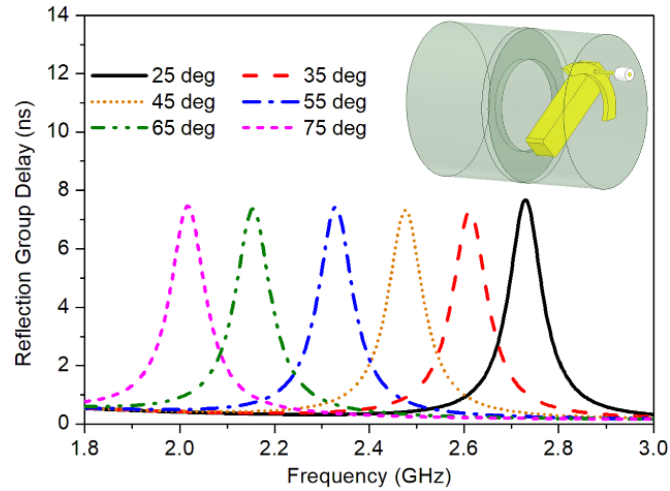 14
12
10
8
6
4
2
0
Reflection Group Delay (ns)
25 deg 35 deg
45 deg 55 deg
65 deg 75 deg
1.8 2.0 2.2 2.4 2.6 2.8 3.0
Frequency (GHz)